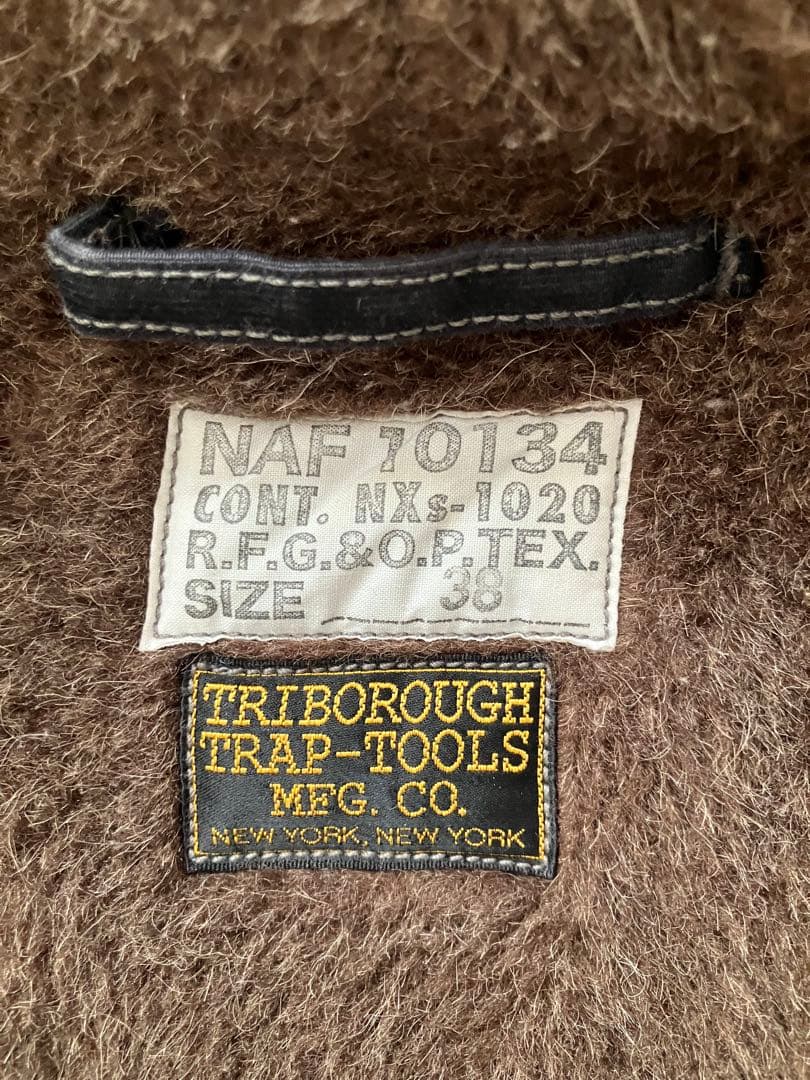 NAF 10134
CONT. NXs-1020
R.F.G.&O.P.TEX.
SIZE 38
TRIBOROUGH
TRAP-TOOLS
MFG. CO.
NEW YORK, NEW YORK